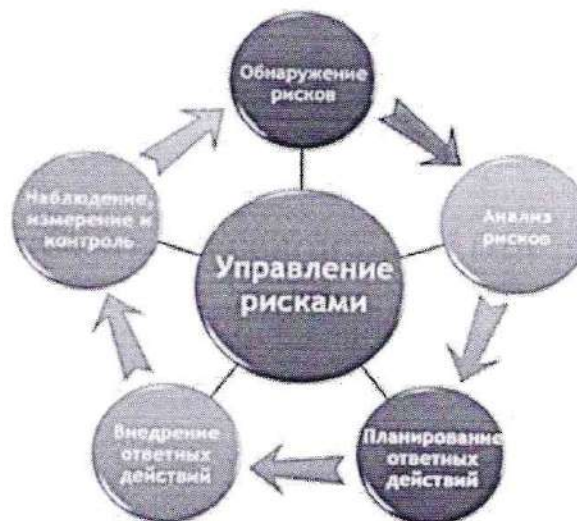 Обнаружение
рисков
Анализ
рисков
Планирование
ответных
действий
Внедрение
ответных
действий
Наблюдение,
измерение и
контроль
Управление
рисками